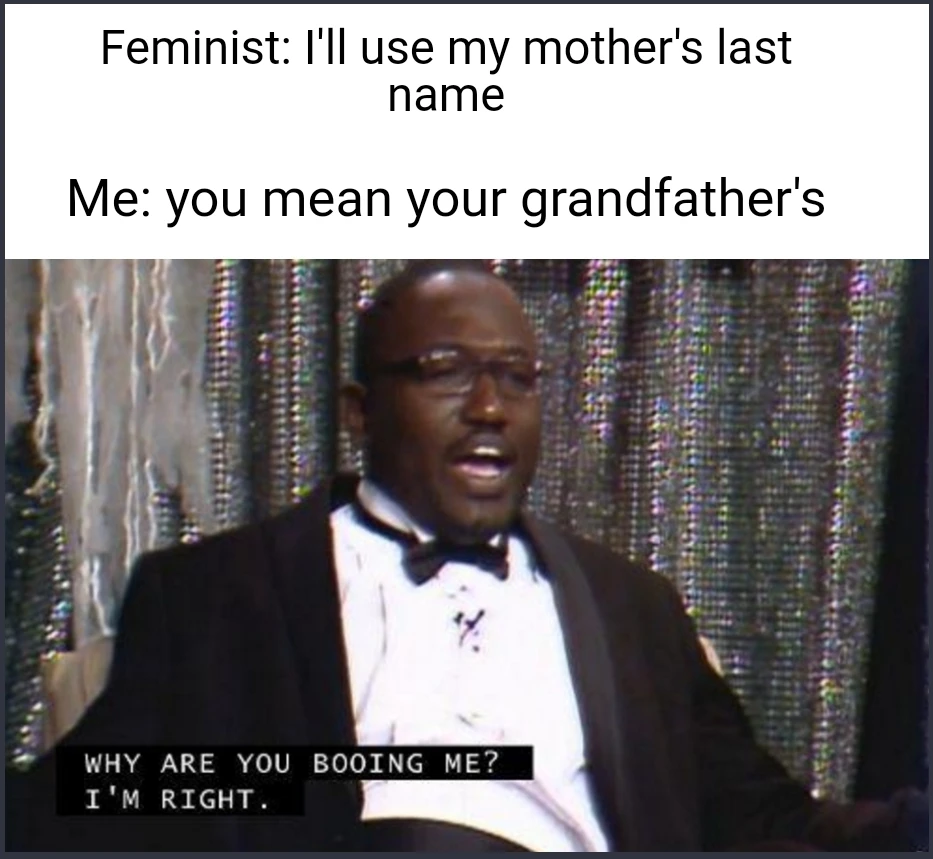 Feminist: I'll use my mother's last
name
Me: you mean your grandfather's
WHY ARE YOU BOOING ME?
I'M RIGHT.